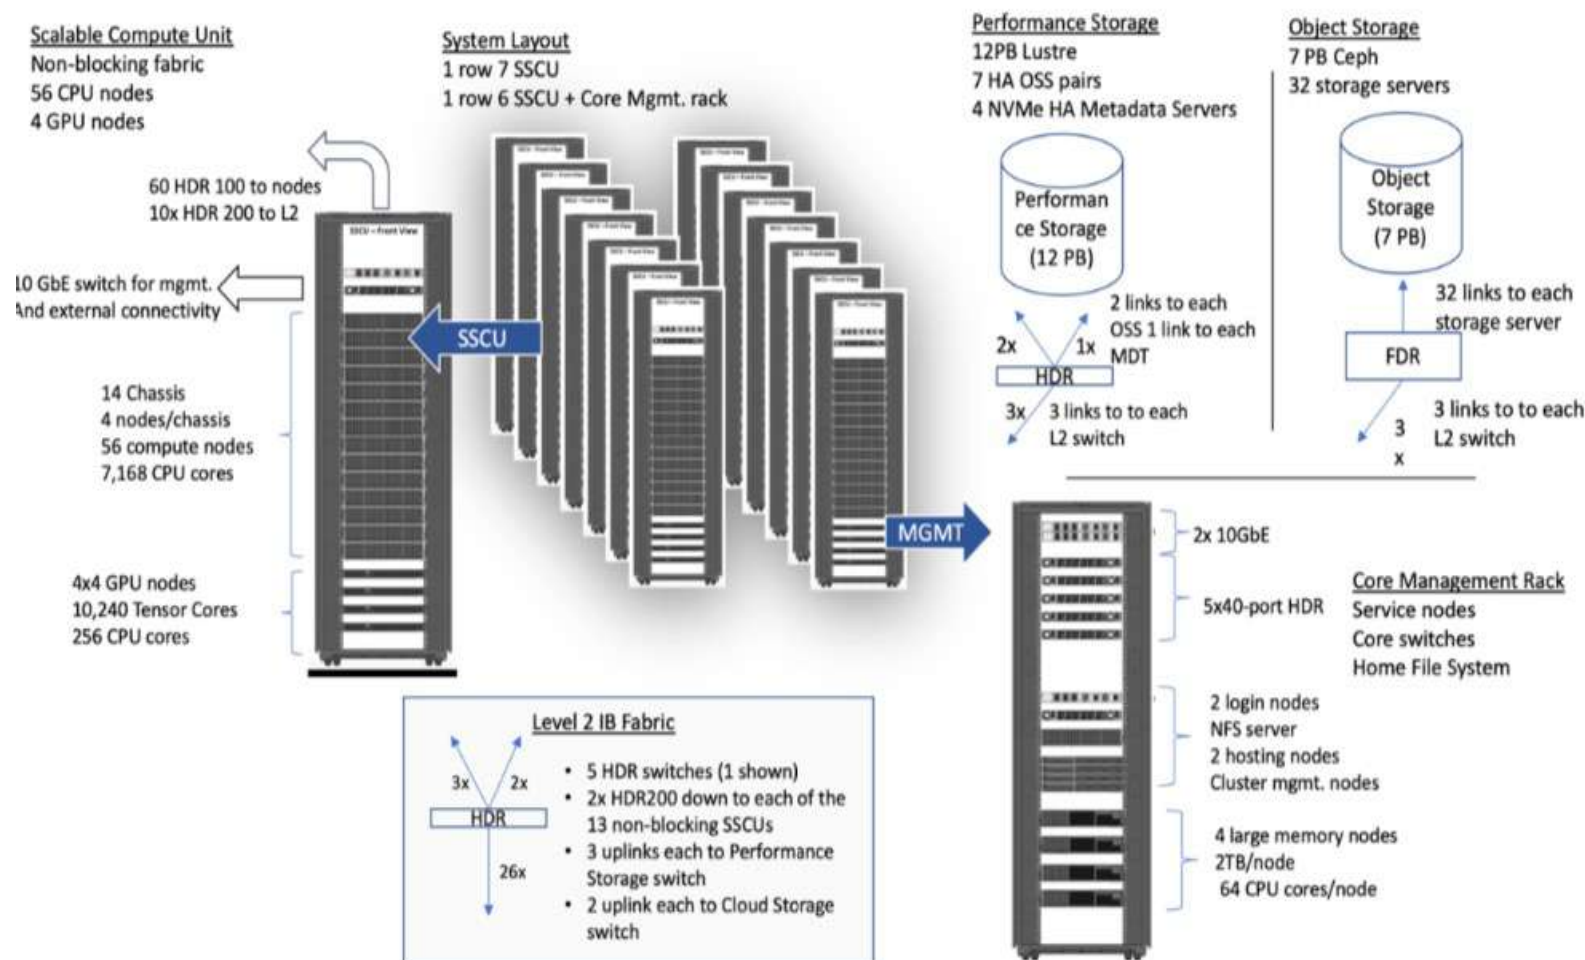 Scalable Compute Unit
Non-blocking fabric
56 CPU nodes
4 GPU nodes
60 HDR 100 to nodes
10x HDR 200 to L2
SSCU – Front View
10 GbE switch for mgmt.
And external connectivity
14 Chassis
4 nodes/chassis
56 compute nodes
7,168 CPU cores
4x4 GPU nodes
10,240 Tensor Cores
256 CPU cores
System Layout
1 row 7 SSCU
1 row 6 SSCU + Core Mgmt. rack
SSCU
MGMT
Performance Storage
12PB Lustre
7 HA OSS pairs
4 NVMe HA Metadata Servers
Performan
ce Storage
(12 PB)
2 links to each
OSS 1 link to each
MDT
2x
1x
HDR
3x
3 links to to each
L2 switch
Object Storage
7 PB Ceph
32 storage servers
Object
Storage
(7 PB)
32 links to each
storage server
FDR
3
x
3 links to to each
L2 switch
2x 10GbE
5x40-port HDR
Core Management Rack
Service nodes
Core switches
Home File System
2 login nodes
NFS server
2 hosting nodes
Cluster mgmt. nodes
4 large memory nodes
2TB/node
64 CPU cores/node
Level 2 IB Fabric
3x
2x
HDR
26x
• 5 HDR switches (1 shown)
• 2x HDR200 down to each of the
13 non-blocking SSCUs
• 3 uplinks each to Performance
Storage switch
• 2 uplink each to Cloud Storage
switch